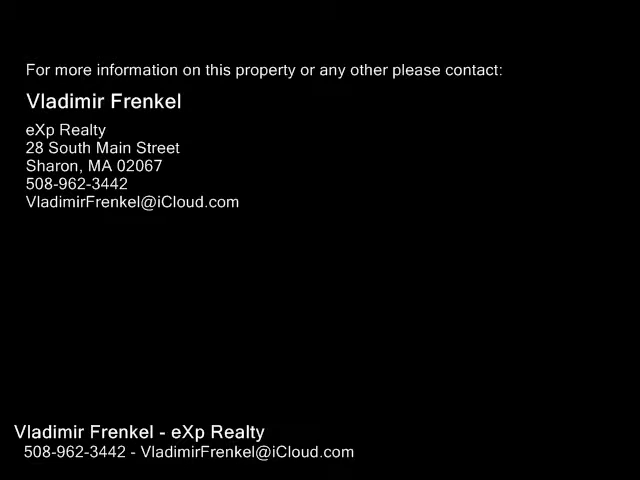 For more information on this property or any other please contact:
Vladimir Frenkel
eXp Realty
28 South Main Street
Sharon, MA 02067
508-962-3442
VladimirFrenkel@iCloud.com
Vladimir Frenkel - eXp Realty
508-962-3442 - VladimirFrenkel@iCloud.com